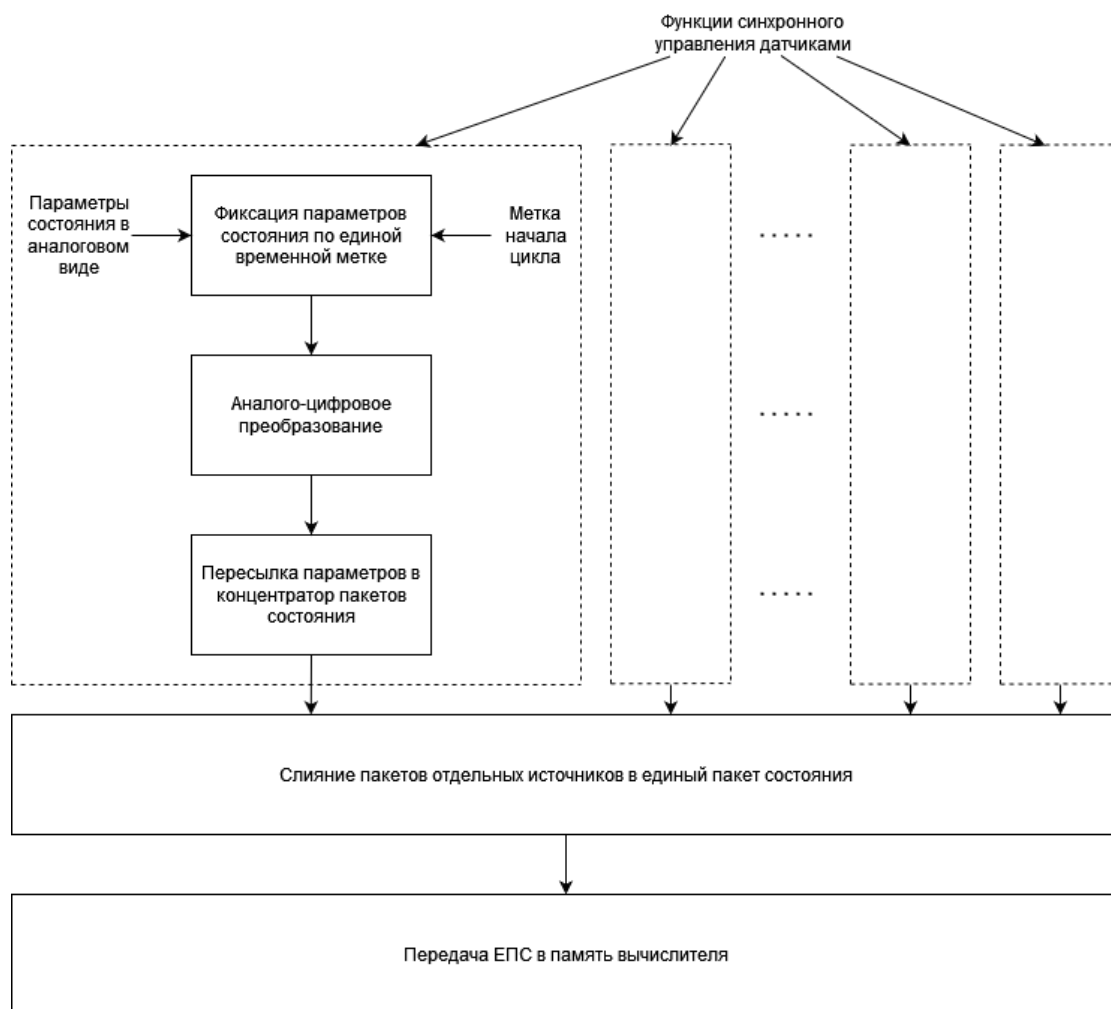 Функции синхронного
управления датчиками
Параметры
состояния в
аналоговом
виде
Фиксация параметров
состояния по единой
временной метке
Метка
начала
цикла
.....
Аналого-цифровое
преобразование
.....
Пересылка параметров в
концентратор пакетов
состояния
.....
Слияние пакетов отдельных источников в единый пакет состояния
Передача ЕПС в память вычислителя